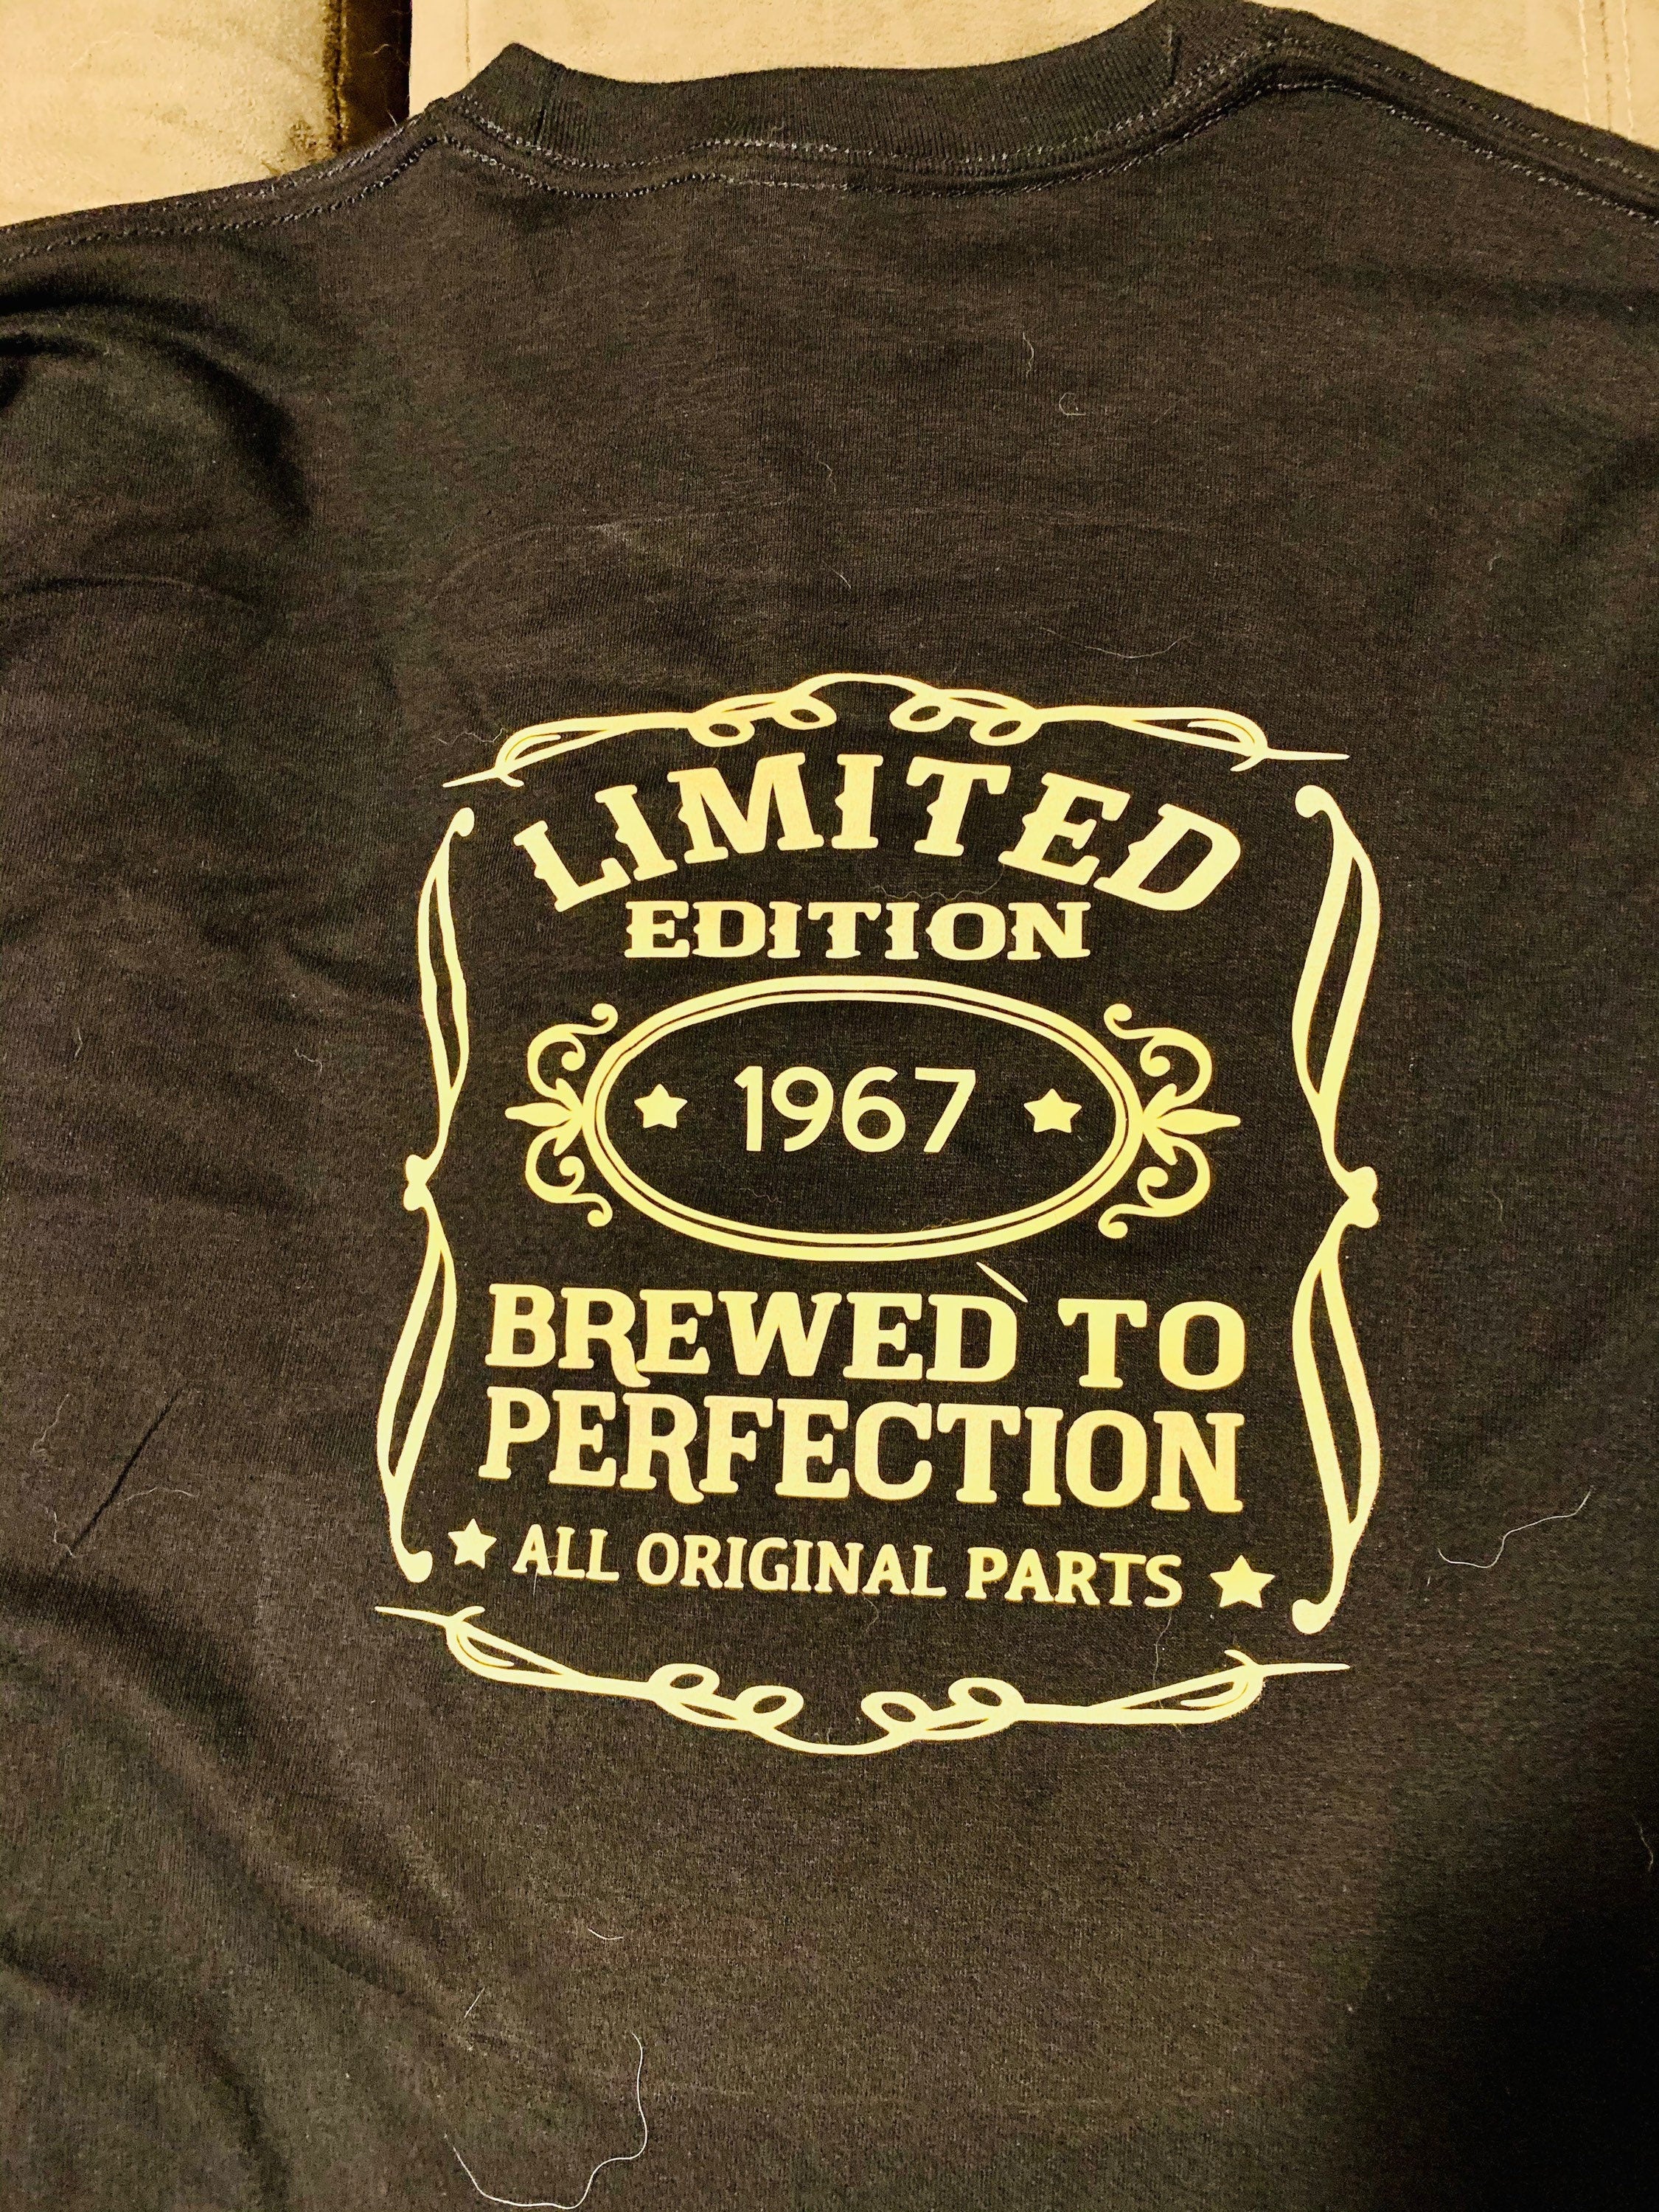 LIMITED
EDITION
1967
BREWED TO
PERFECTION
ALL ORIGINAL PARTS